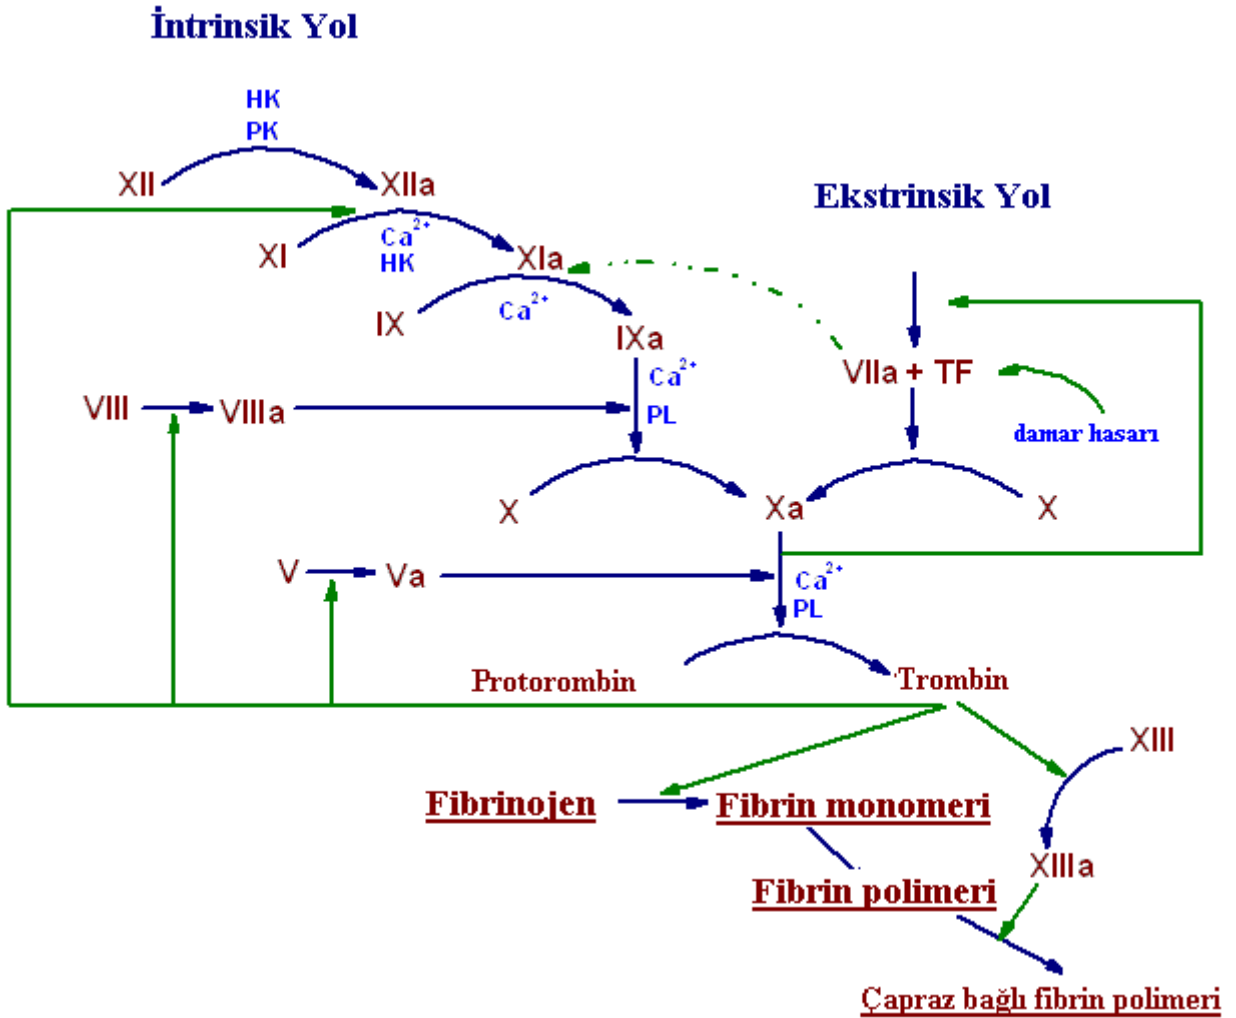 İntrinsik Yol
HK
PK
XII
XIIa
Ekstrinsik Yol
XI
Ca²⁺
HK
XIa
IX
Ca²⁺
IXa
Ca²⁺
PL
VIIa + TF
VIII
VIIIa
damar hasarı
X
Xa
X
V
Va
Ca²⁺
PL
Protorombin
Trombin
XIII
Fibrinojen
Fibrin monomeri
XIIIa
Fibrin polimeri
Çapraz bağlı fibrin polimeri